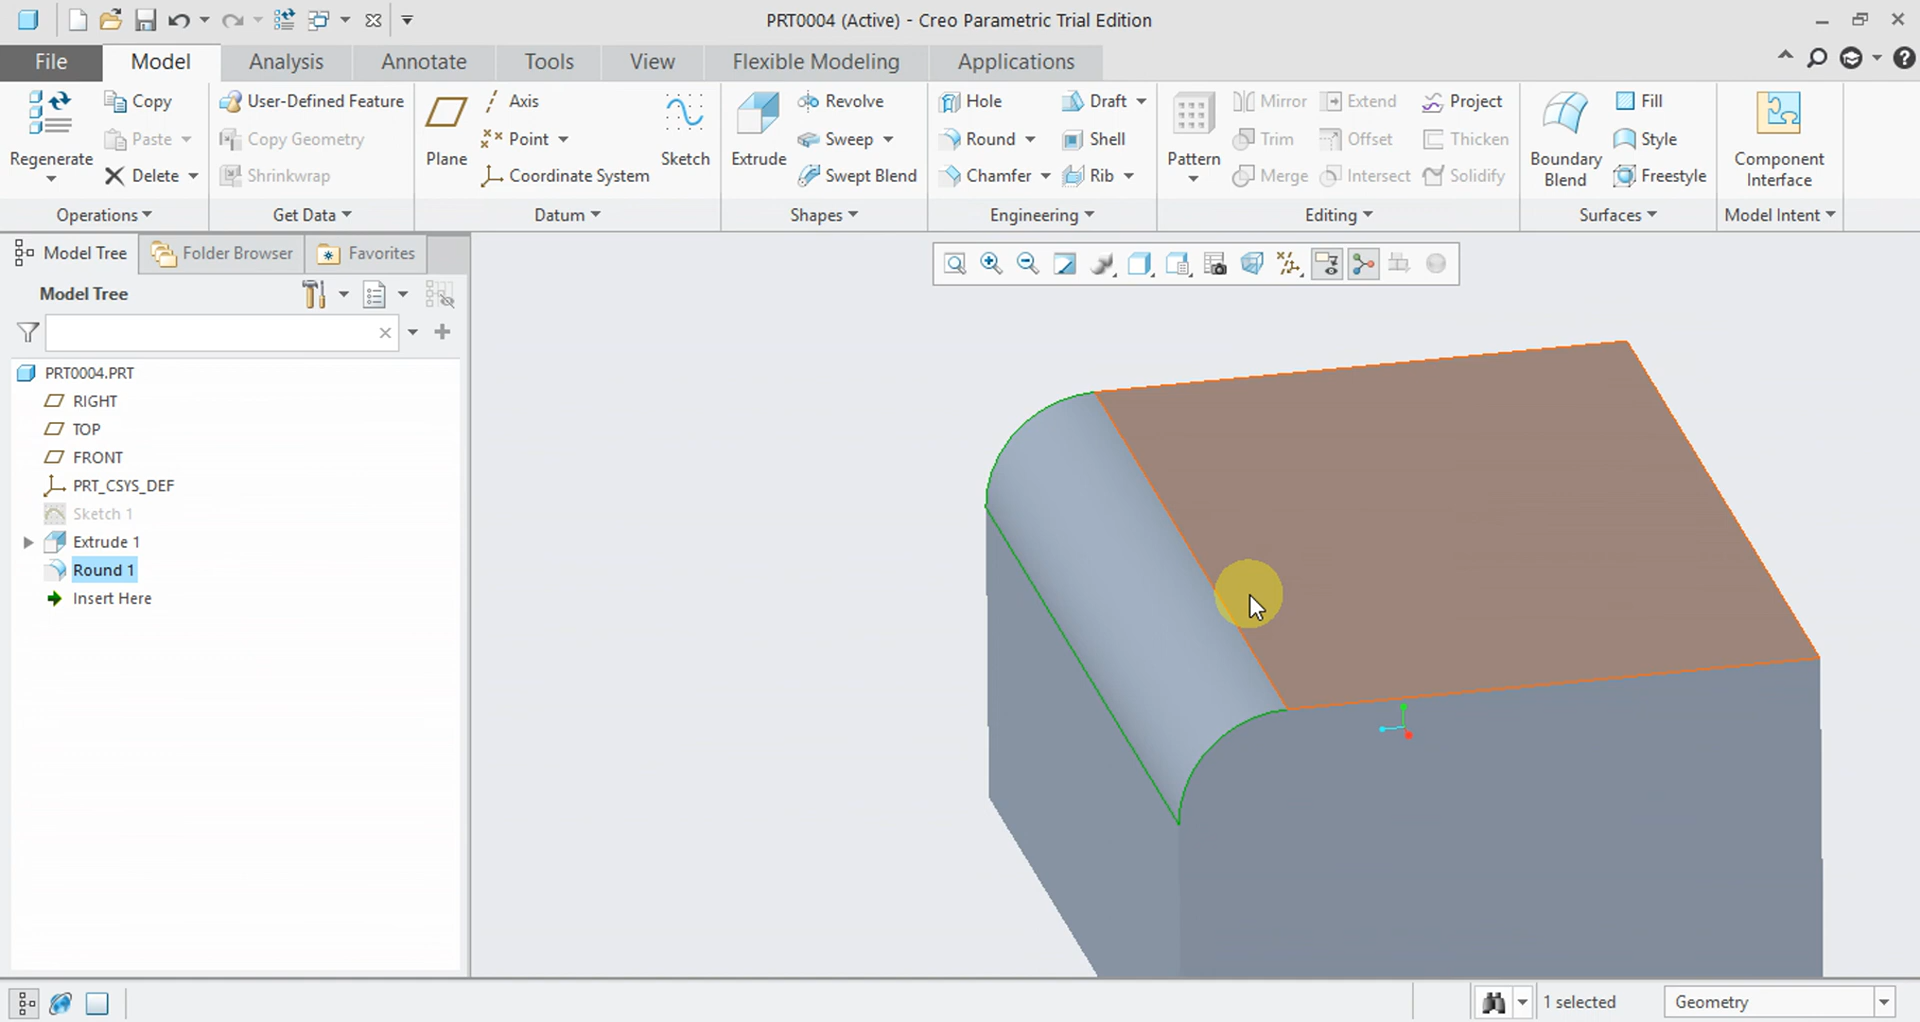 PRT0004 (Active) - Creo Parametric Trial Edition
File Model Analysis Annotate Tools View Flexible Modeling Applications
Regenerate
Copy
Paste
Delete
Operations
User-Defined Feature
Copy Geometry
Shrinkwrap
Get Data
Plane
Axis
Point
Coordinate System
Sketch
Datum
Extrude
Revolve
Sweep
Swept Blend
Shapes
Hole
Round
Chamfer
Draft
Shell
Rib
Engineering
Pattern
Mirror
Trim
Merge
Extend
Offset
Intersect
Project
Thicken
Solidify
Editing
Boundary
Blend
Fill
Style
Freestyle
Surfaces
Component
Interface
Model Intent
Model Tree Folder Browser Favorites
Model Tree
PRT0004.PRT
RIGHT
TOP
FRONT
PRT_CSYS_DEF
Sketch 1
Extrude 1
Round 1
Insert Here
1 selected Geometry